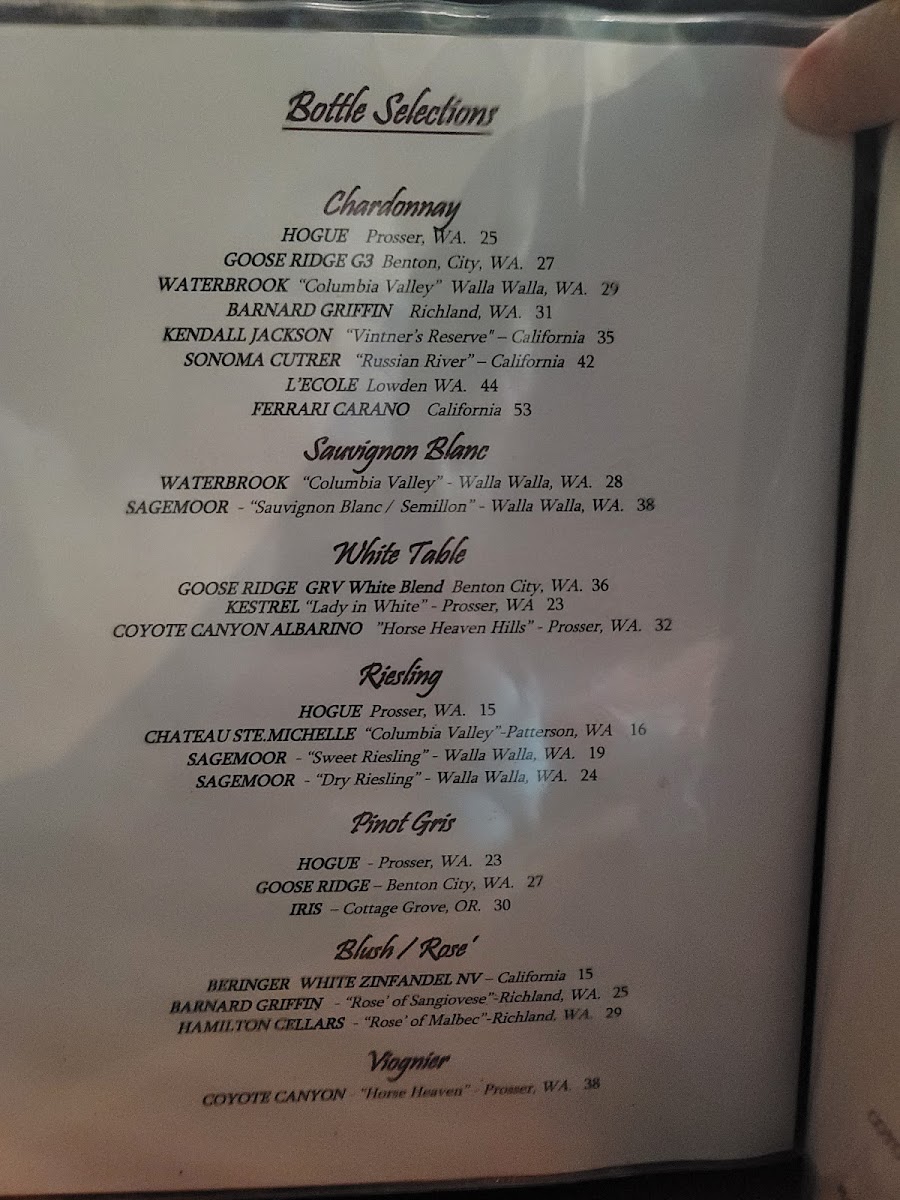 Bottle Selections
Chardonnay
HOGUE Prosser, WA. 25
GOOSE RIDGE G3 Benton, City, WA. 27
WATERBROOK "Columbia Valley" Walla Walla, WA. 29
BARNARD GRIFFIN Richland, WA. 31
KENDALL JACKSON "Vintner's Reserve" – California 35
SONOMA CUTRER "Russian River" – California 42
L'ECOLE Lowden WA. 44
FERRARI CARANO California 53
Sauvignon Blanc
WATERBROOK "Columbia Valley" - Walla Walla, WA. 28
SAGEMOOR - "Sauvignon Blanc / Semillon" - Walla Walla, WA. 38
White Table
GOOSE RIDGE GRV White Blend Benton City, WA. 36
KESTREL "Lady in White" - Prosser, WA 23
COYOTE CANYON ALBARINO "Horse Heaven Hills" - Prosser, WA. 32
Riesling
HOGUE Prosser, WA. 15
CHATEAU STE.MICHELLE "Columbia Valley"-Patterson, WA 16
SAGEMOOR - "Sweet Riesling" - Walla Walla, WA. 19
SAGEMOOR - "Dry Riesling" - Walla Walla, WA. 24
Pinot Gris
HOGUE - Prosser, WA. 23
GOOSE RIDGE – Benton City, WA. 27
IRIS – Cottage Grove, OR. 30
Blush / Rose'
BERINGER WHITE ZINFANDEL NV – California 15
BARNARD GRIFFIN - "Rose' of Sangiovese"-Richland, WA. 25
HAMILTON CELLARS - "Rose' of Malbec"-Richland, WA. 29
Viognier
COYOTE CANYON - "Horse Heaven" - Prosser, WA. 38